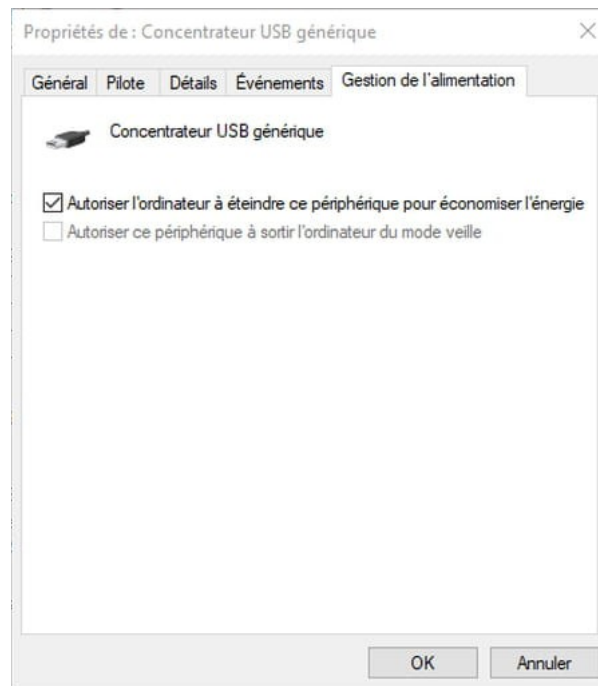 Propriétés de : Concentrateur USB générique
Général Pilote Détails Événements Gestion de l'alimentation
Concentrateur USB générique
Autoriser l'ordinateur à éteindre ce périphérique pour économiser l'énergie
Autoriser ce périphérique à sortir l'ordinateur du mode veille
OK Annuler